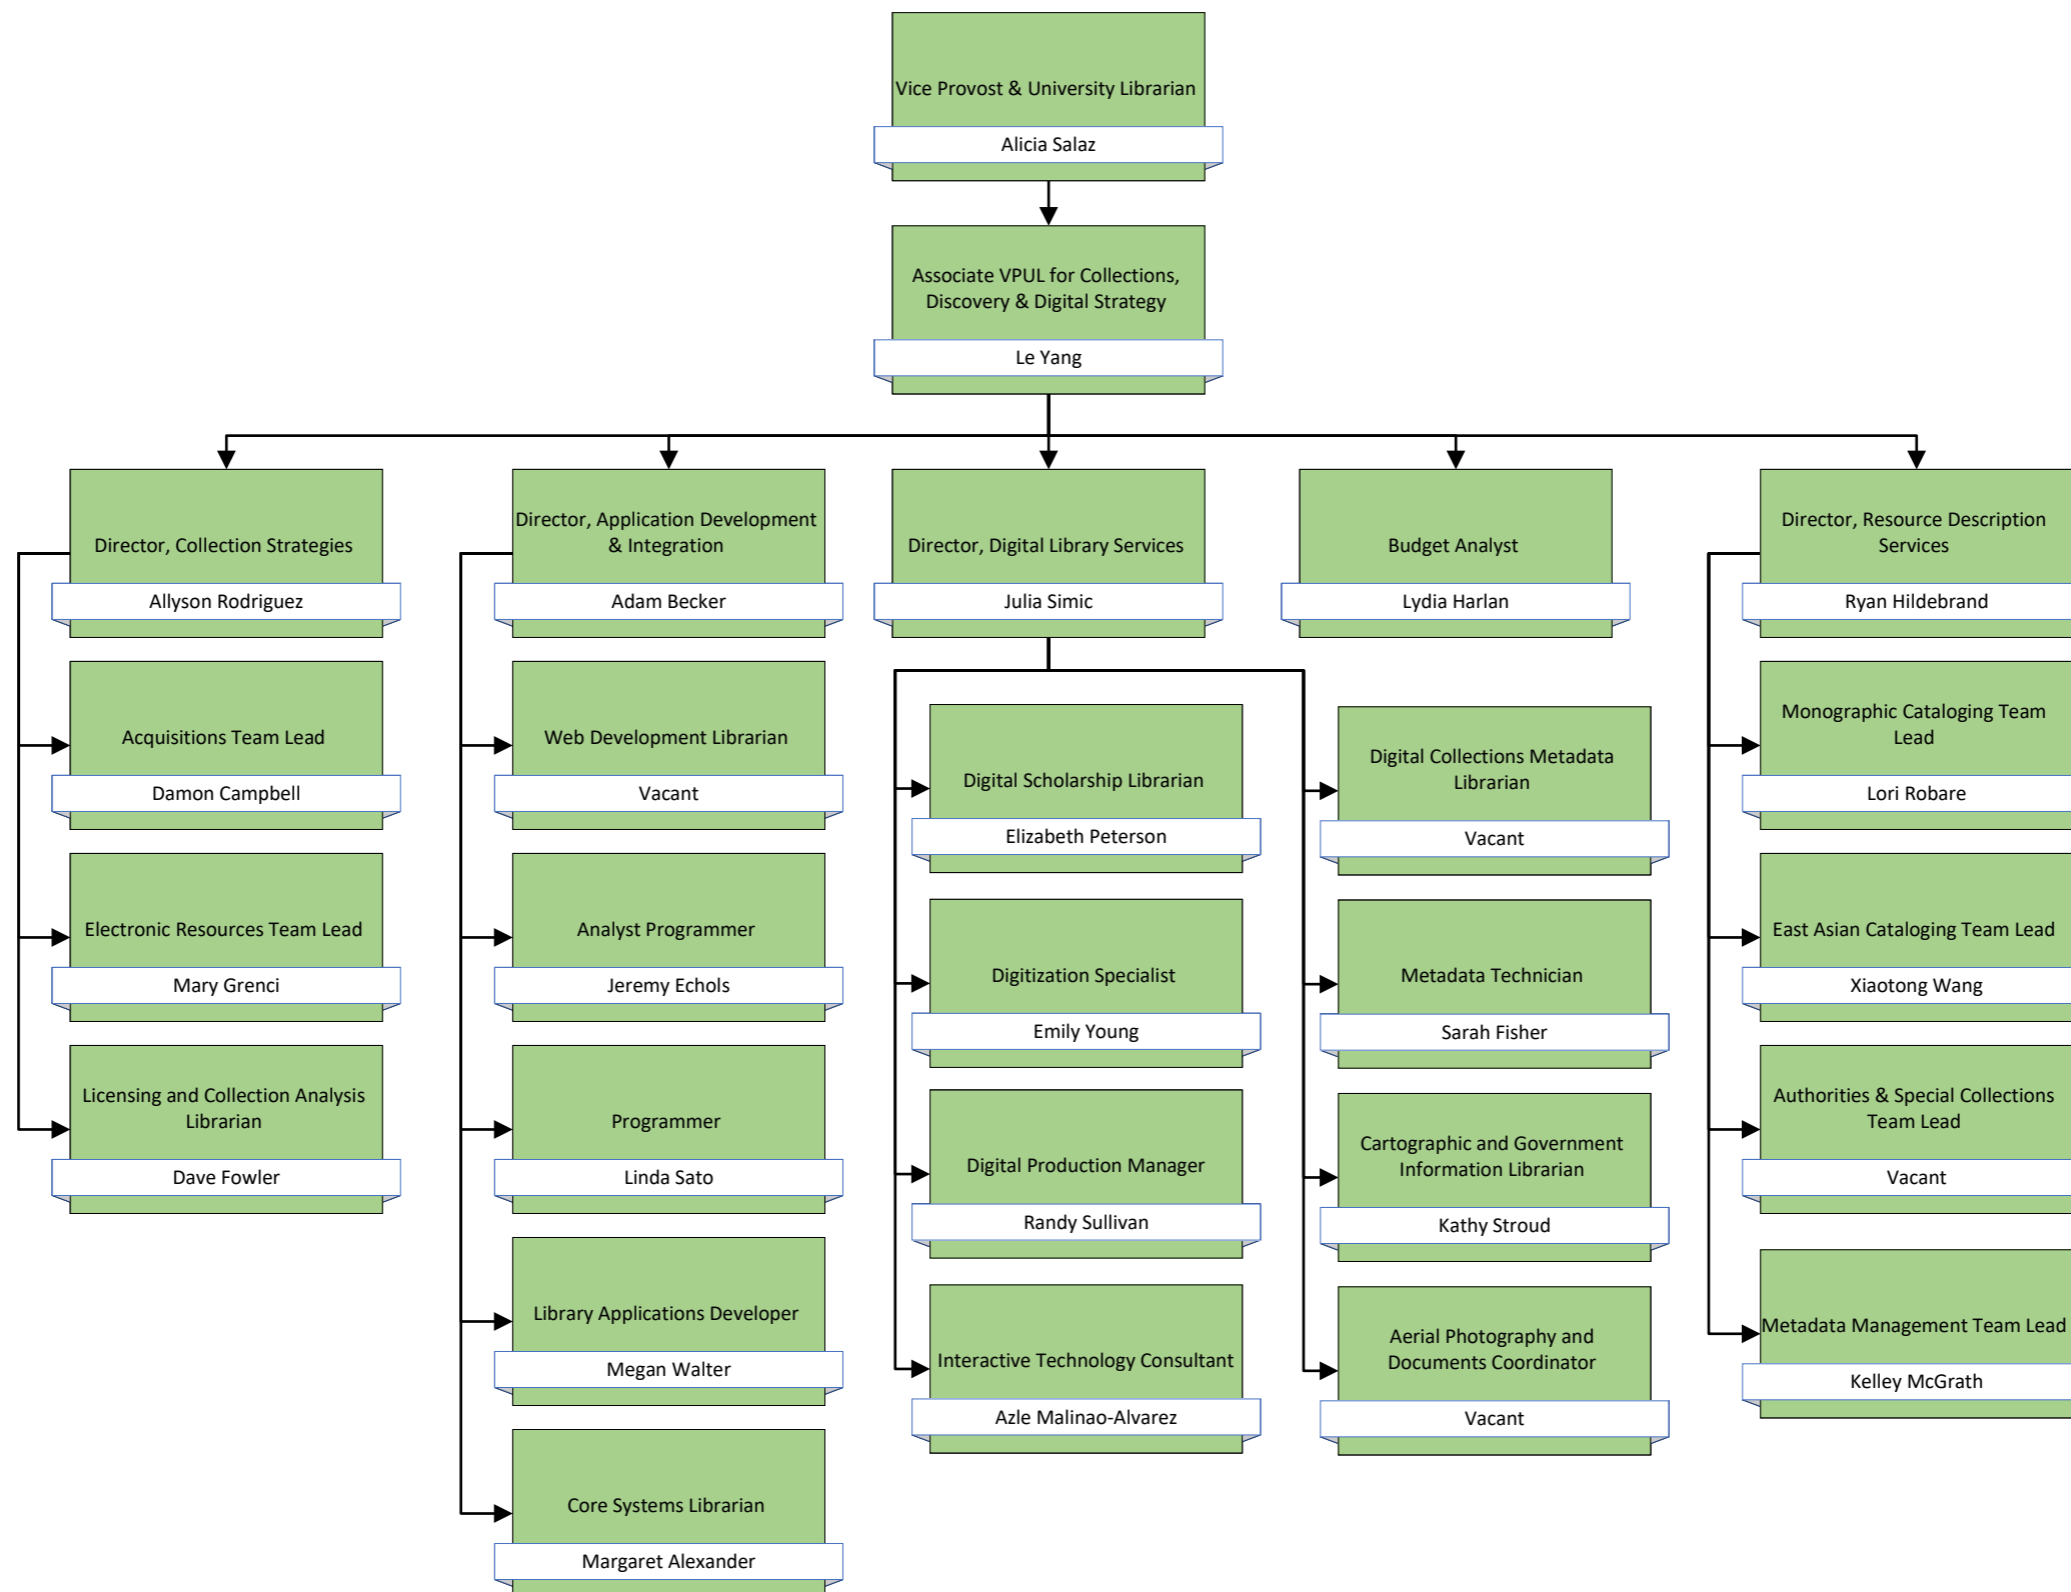 Vice Provost & University Librarian
Alicia Salaz
Associate VPUL for Collections,
Discovery & Digital Strategy
Le Yang
Director, Collection Strategies
Allyson Rodriguez
Acquisitions Team Lead
Damon Campbell
Electronic Resources Team Lead
Mary Grenci
Licensing and Collection Analysis
Librarian
Dave Fowler
Director, Application Development
& Integration
Adam Becker
Web Development Librarian
Vacant
Analyst Programmer
Jeremy Echols
Programmer
Linda Sato
Library Applications Developer
Megan Walter
Core Systems Librarian
Margaret Alexander
Director, Digital Library Services
Julia Simic
Digital Scholarship Librarian
Elizabeth Peterson
Digitization Specialist
Emily Young
Digital Production Manager
Randy Sullivan
Interactive Technology Consultant
Azle Malinao-Alvarez
Digital Collections Metadata
Librarian
Vacant
Metadata Technician
Sarah Fisher
Cartographic and Government
Information Librarian
Kathy Stroud
Aerial Photography and
Documents Coordinator
Vacant
Budget Analyst
Lydia Harlan
Director, Resource Description
Services
Ryan Hildebrand
Monographic Cataloging Team
Lead
Lori Robare
East Asian Cataloging Team Lead
Xiaotong Wang
Authorities & Special Collections
Team Lead
Vacant
Metadata Management Team Lead
Kelley McGrath